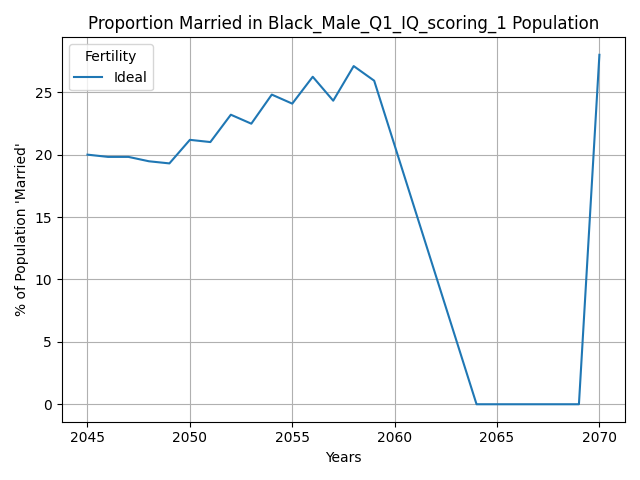 Proportion Married in Black_Male_Q1_IQ_scoring_1 Population
Fertility
Ideal
% of Population 'Married'
25
20
15
10
5
0
2045 2050 2055 2060 2065 2070
Years